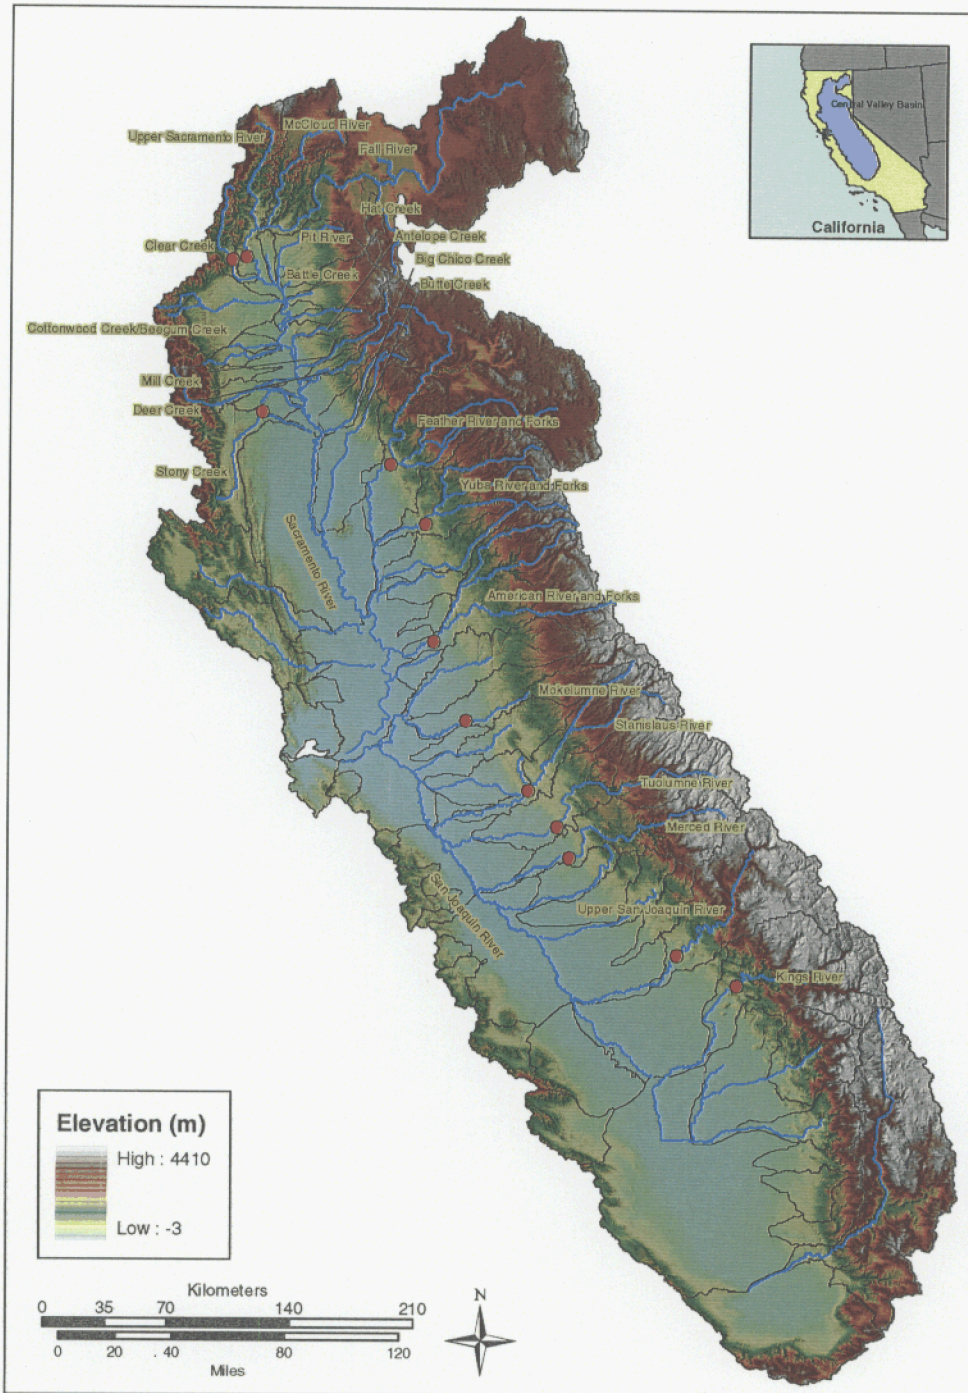 Central Valley Basin
California
McCloud River
Upper Sacramento River
Fall River
Hat Creek
Pit River
Antelope Creek
Clear Creek
Big Chico Creek
Battle Creek
Butte Creek
Cottonwood Creek/Beegum Creek
Mill Creek
Deer Creek
Feather River and Forks
Stony Creek
Yuba River and Forks
Sacramento River
American River and Forks
Mokelumne River
Stanislaus River
Tuolumne River
Merced River
San Joaquin River
Upper San Joaquin River
Kings River
Elevation (m)
High : 4410
Low : -3
Kilometers
0 35 70 140 210
0 20 . 40 80 120
Miles
N